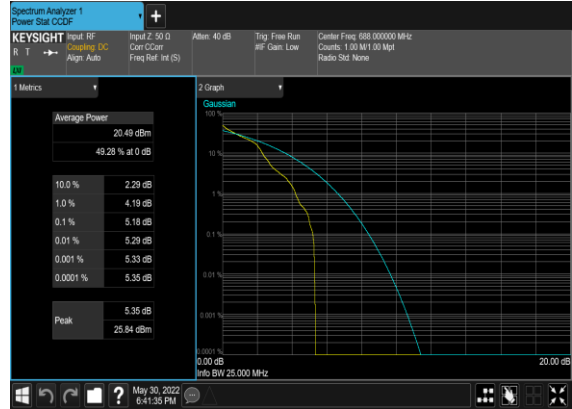 Spectrum Analyzer 1
Power Stat CCDF
KEYSIGHT
R T
LXI
Input: RF
Coupling: DC
Align: Auto
Input Z: 50 Ω
Corr CCorr
Freq Ref: Int (S)
Atten: 40 dB
Trig: Free Run
#IF Gain: Low
Center Freq: 688.000000 MHz
Counts: 1.00 M/1.00 Mpt
Radio Std: None
1 Metrics
Average Power
20.49 dBm
49.28 % at 0 dB
10.0 % 2.29 dB
1.0 % 4.19 dB
0.1 % 5.18 dB
0.01 % 5.29 dB
0.001 % 5.33 dB
0.0001 % 5.35 dB
Peak
5.35 dB
25.84 dBm
2 Graph
Gaussian
100 %
10 %
1 %
0.1 %
0.01 %
0.001 %
0.0001 %
0.00 dB
20.00 dB
Info BW 25.000 MHz
?
May 30, 2022
6:41:35 PM